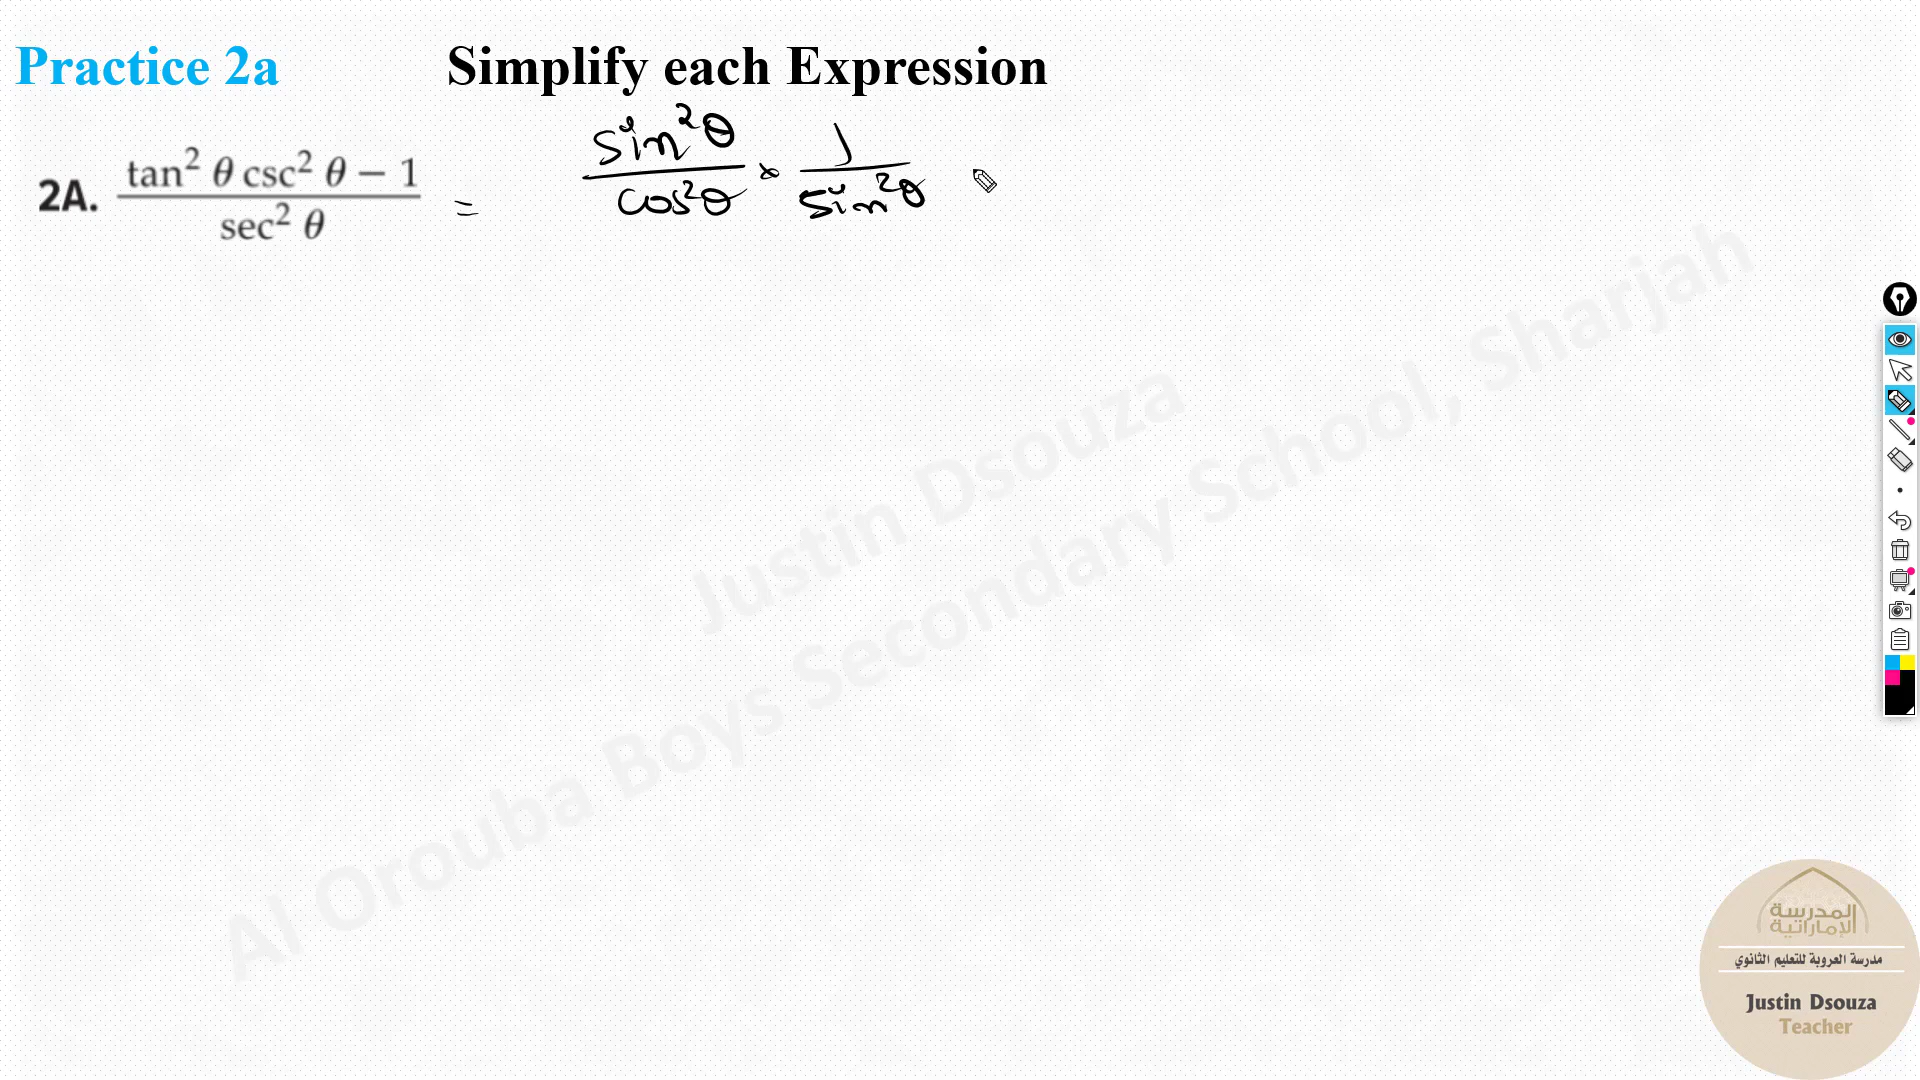 Practice 2a Simplify each Expression
2A. tan² θ csc² θ − 1 / sec² θ = sin²θ / cos²θ × 1 / sin²θ
Justin Dsouza
Al Orouba Boys Secondary School, Sharjah
المدرسة
الإماراتية
مدرسة العروبة للتعليم الثانوي
Justin Dsouza
Teacher